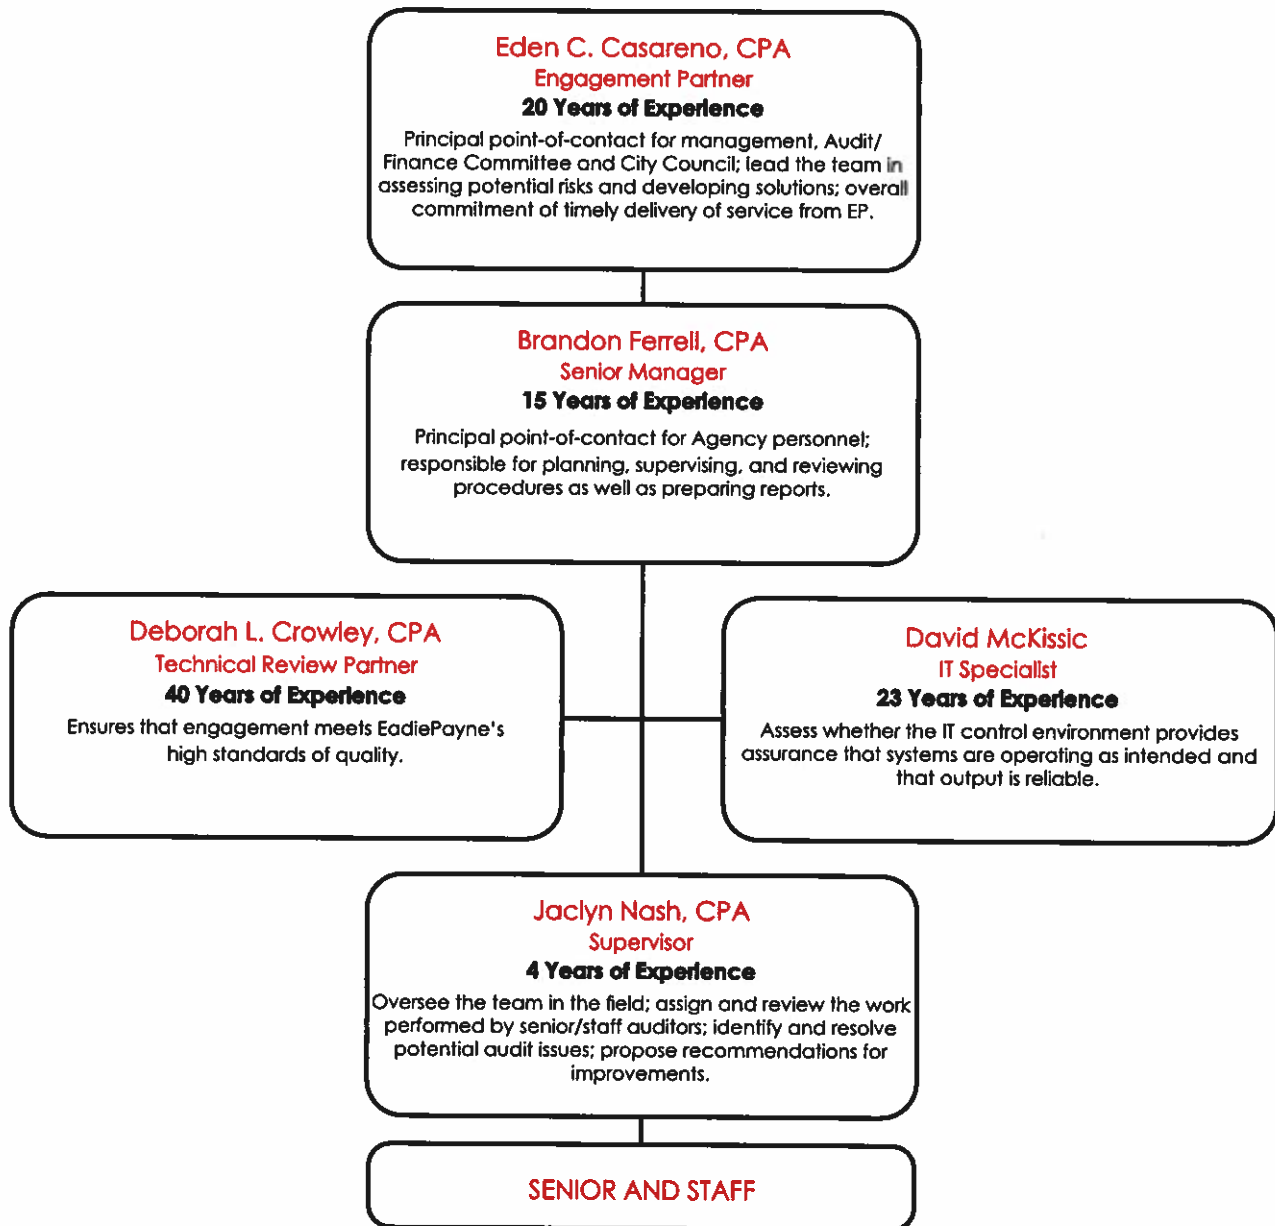 Eden C. Casareno, CPA
Engagement Partner
20 Years of Experience
Principal point-of-contact for management, Audit/
Finance Committee and City Council; lead the team in
assessing potential risks and developing solutions; overall
commitment of timely delivery of service from EP.
Brandon Ferrell, CPA
Senior Manager
15 Years of Experience
Principal point-of-contact for Agency personnel;
responsible for planning, supervising, and reviewing
procedures as well as preparing reports.
Deborah L. Crowley, CPA
Technical Review Partner
40 Years of Experience
Ensures that engagement meets EadiePayne's
high standards of quality.
David McKissic
IT Specialist
23 Years of Experience
Assess whether the IT control environment provides
assurance that systems are operating as intended and
that output is reliable.
Jaclyn Nash, CPA
Supervisor
4 Years of Experience
Oversee the team in the field; assign and review the work
performed by senior/staff auditors; identify and resolve
potential audit issues; propose recommendations for
improvements.
SENIOR AND STAFF